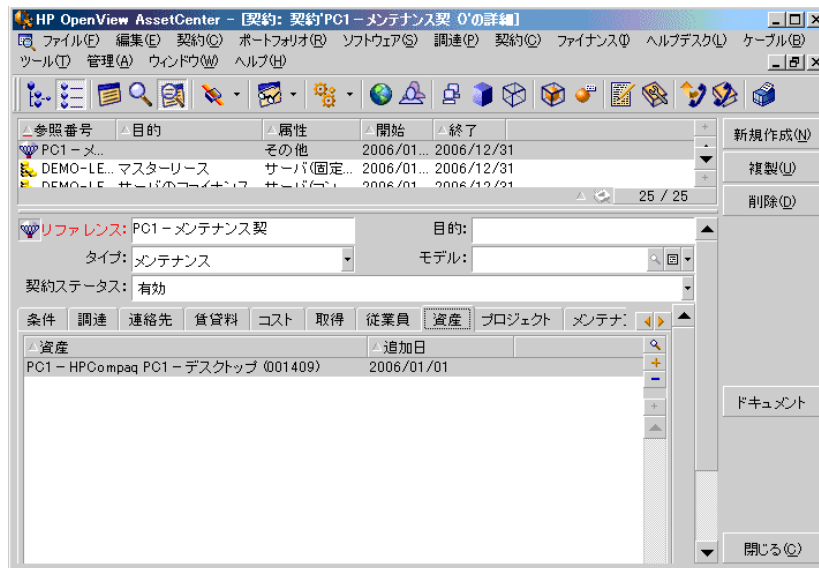 HP OpenView AssetCenter - [契約: 契約'PC1－メンテナンス契 0'の詳細]
ファイル(F) 編集(E) 契約(C) ポートフォリオ(R) ソフトウェア(S) 調達(P) 契約(C) ファイナンス(I) ヘルプデスク(L) ケーブル(B)
ツール(T) 管理(A) ウィンドウ(W) ヘルプ(H)
参照番号 目的 属性 開始 終了
PC1－メ... その他 2006/01... 2006/12/31
DEMO-LE... マスターリース サーバ(固定... 2006/01... 2006/12/31
25 / 25
新規作成(N)
複製(U)
削除(D)
リファレンス: PC1－メンテナンス契 目的:
タイプ: メンテナンス モデル:
契約ステータス: 有効
条件 調達 連絡先 賃貸料 コスト 取得 従業員 資産 プロジェクト メンテナ
資産 追加日
PC1－HPCompaq PC1－デスクトップ (001409) 2006/01/01
ドキュメント
閉じる(C)